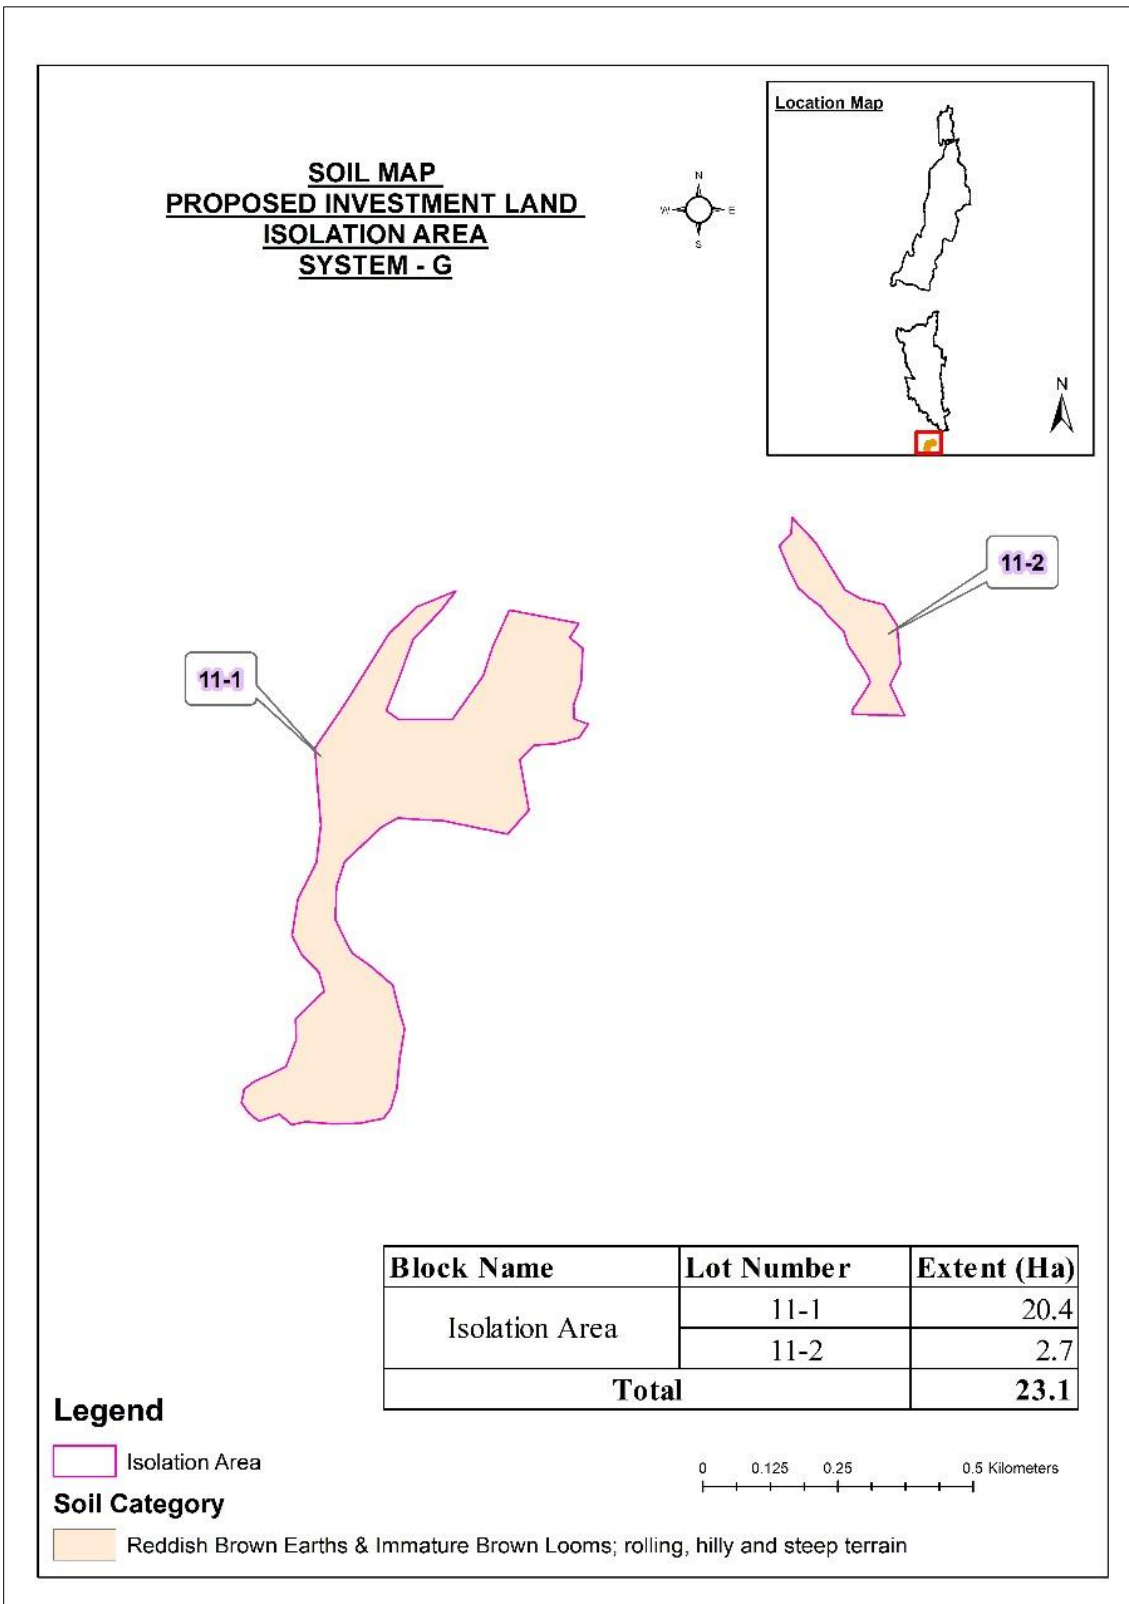 SOIL MAP
PROPOSED INVESTMENT LAND
ISOLATION AREA
SYSTEM - G
N
W E
S
Location Map
N
11-2
11-1
Block Name Lot Number Extent (Ha)
Isolation Area 11-1 20.4
11-2 2.7
Total 23.1
Legend
Isolation Area
0 0.125 0.25 0.5 Kilometers
Soil Category
Reddish Brown Earths & Immature Brown Looms; rolling, hilly and steep terrain